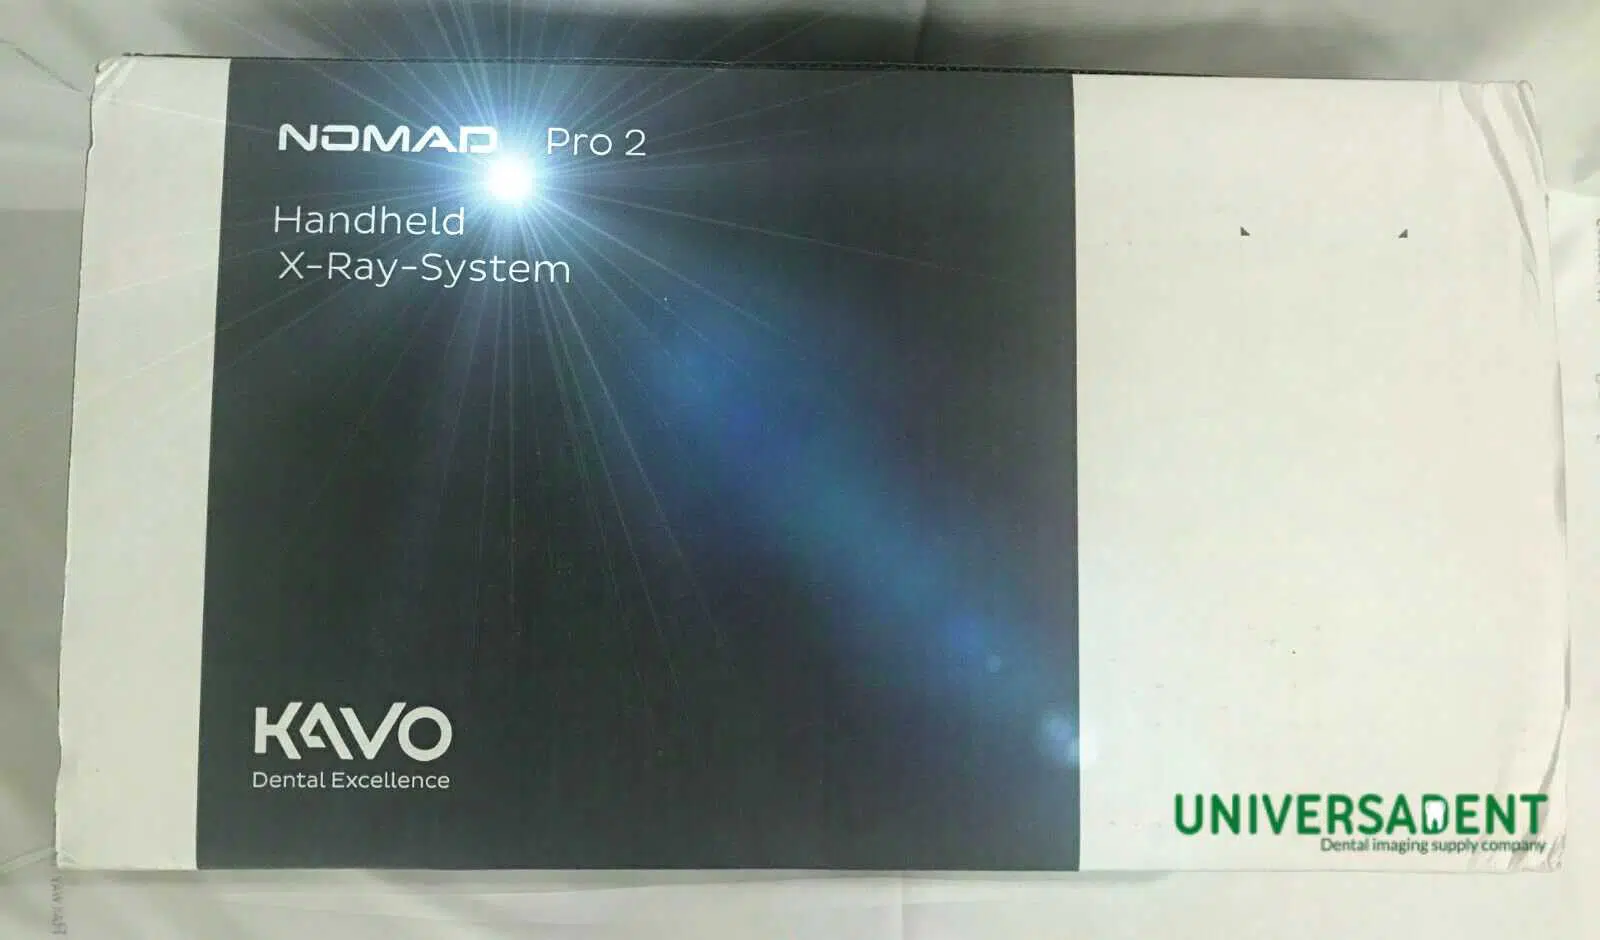 NOMAD Pro 2
Handheld
X-Ray-System
KAVO
Dental Excellence
UNIVERSADENT
Dental imaging supply company